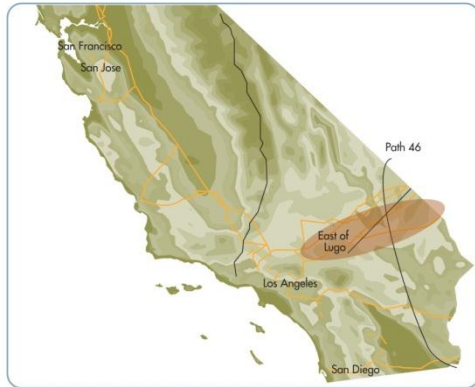 San Francisco
San Jose
Path 46
East of
Lugo
Los Angeles
San Diego